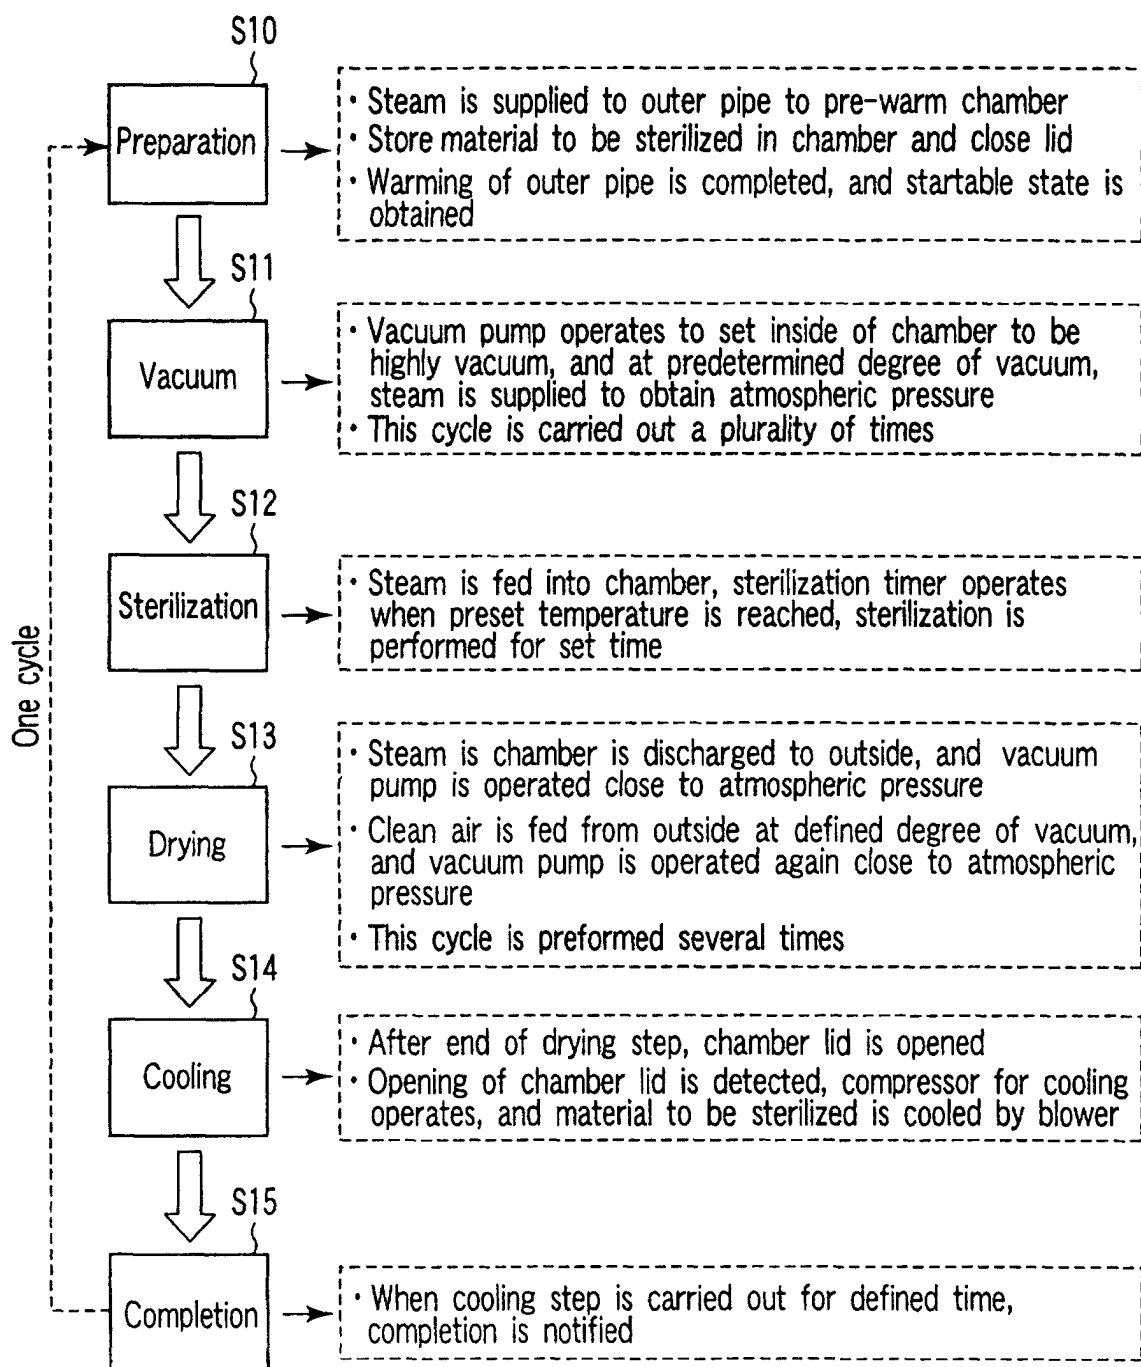 S10
Preparation
· Steam is supplied to outer pipe to pre-warm chamber
· Store material to be sterilized in chamber and close lid
· Warming of outer pipe is completed, and startable state is
obtained
S11
Vacuum
· Vacuum pump operates to set inside of chamber to be
highly vacuum, and at predetermined degree of vacuum,
steam is supplied to obtain atmospheric pressure
· This cycle is carried out a plurality of times
S12
Sterilization
· Steam is fed into chamber, sterilization timer operates
when preset temperature is reached, sterilization is
performed for set time
One cycle
S13
Drying
· Steam is chamber is discharged to outside, and vacuum
pump is operated close to atmospheric pressure
· Clean air is fed from outside at defined degree of vacuum,
and vacuum pump is operated again close to atmospheric
pressure
· This cycle is preformed several times
S14
Cooling
· After end of drying step, chamber lid is opened
· Opening of chamber lid is detected, compressor for cooling
operates, and material to be sterilized is cooled by blower
S15
Completion
· When cooling step is carried out for defined time,
completion is notified